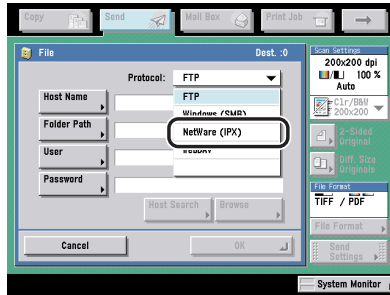 Copy
Send
Mail Box
Print Job
File
Dest. :0
Protocol: FTP
FTP
Windows (SMB)
NetWare (IPX)
WebDAV
Host Name
Folder Path
User
Password
Host Search
Browse
Cancel
OK
Scan Settings
200x200 dpi
100 %
Auto
Clr/B&W
200×200
2-Sided
Original
Diff. Size
Originals
File Format
TIFF / PDF
File Format
Send
Settings
System Monitor